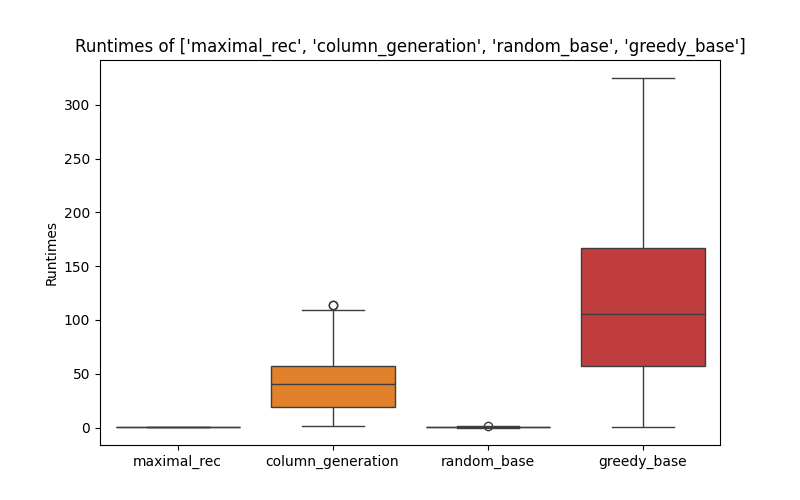 Runtimes of ['maximal_rec', 'column_generation', 'random_base', 'greedy_base']
300
250
200
150
100
50
0
Runtimes
maximal_rec column_generation random_base greedy_base